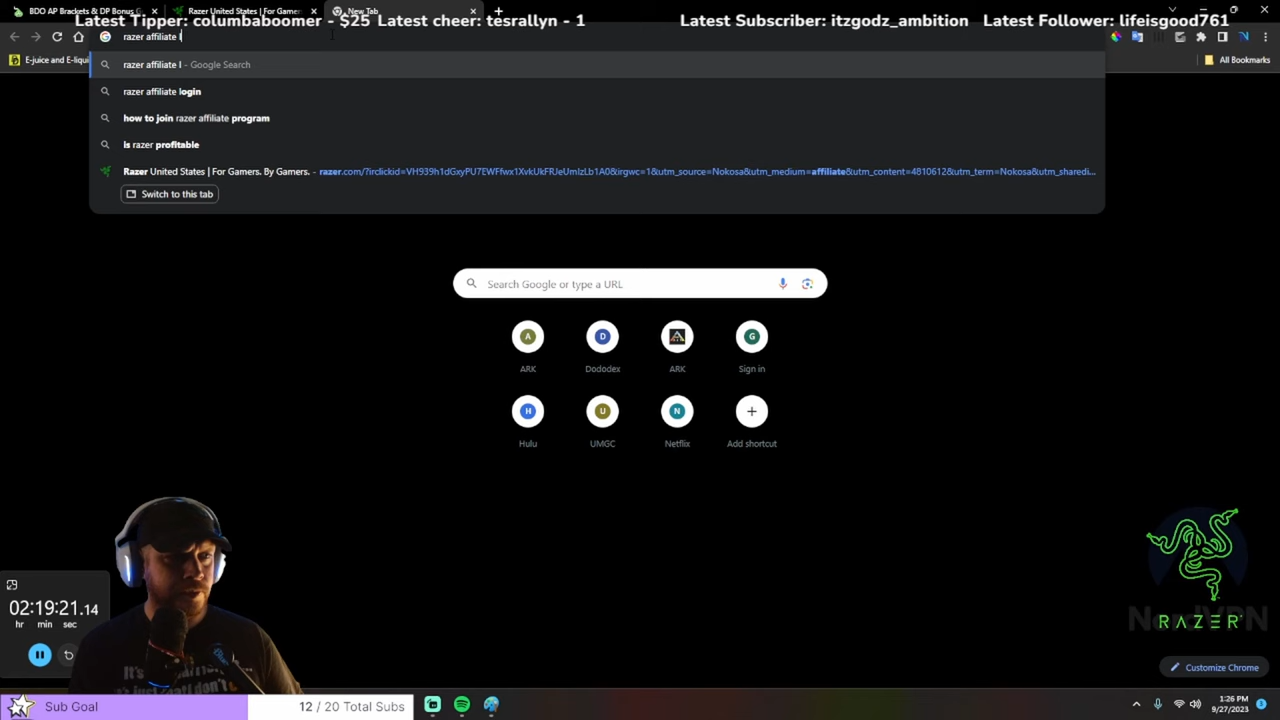 BDO AP Brackets & DP Bonus G
Razer United States | For Gamer
New Tab
Latest Tipper: columbaboomer - $25 Latest cheer: tesrallyn - 1
Latest Subscriber: itzgodz_ambition
Latest Follower: lifeisgood761
razer affiliate l
E-juice and E-liqui
All Bookmarks
razer affiliate l - Google Search
razer affiliate login
how to join razer affiliate program
is razer profitable
Razer United States | For Gamers. By Gamers. - razer.com/?irclickid=VH939h1dGxyPU7EWFfwx1XvkUkFRJeUmIzLb1A0&irgwc=1&utm_source=Nokosa&utm_medium=affiliate&utm_content=4810612&utm_term=Nokosa&utm_sharedi...
Switch to this tab
Search Google or type a URL
A
D
G
ARK
Dododex
ARK
Sign in
H
U
N
Hulu
UMGC
Netflix
Add shortcut
02:19:21.14
hr min sec
It's
NordVPN
RAZER
Customize Chrome
Sub Goal
12 / 20 Total Subs
1:26 PM
9/27/2023